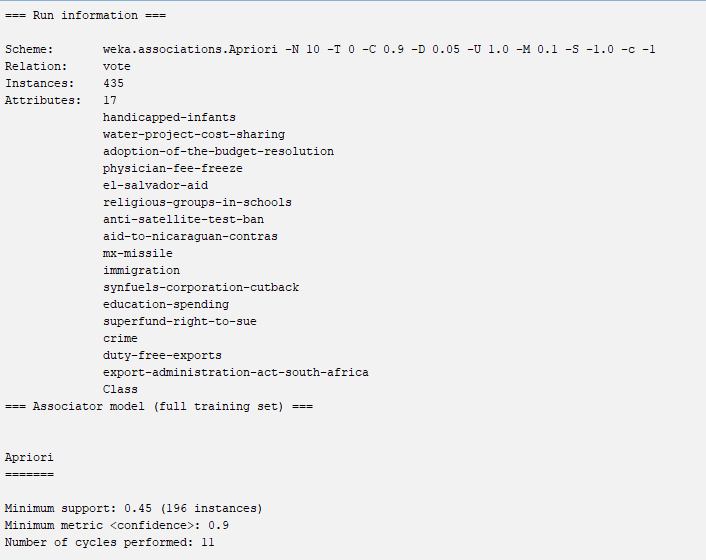 === Run information ===
Scheme: weka.associations.Apriori -N 10 -T 0 -C 0.9 -D 0.05 -U 1.0 -M 0.1 -S -1.0 -c -1
Relation: vote
Instances: 435
Attributes: 17
handicapped-infants
water-project-cost-sharing
adoption-of-the-budget-resolution
physician-fee-freeze
el-salvador-aid
religious-groups-in-schools
anti-satellite-test-ban
aid-to-nicaraguan-contras
mx-missile
immigration
synfuels-corporation-cutback
education-spending
superfund-right-to-sue
crime
duty-free-exports
export-administration-act-south-africa
Class
=== Associator model (full training set) ===
Apriori
=======
Minimum support: 0.45 (196 instances)
Minimum metric <confidence>: 0.9
Number of cycles performed: 11